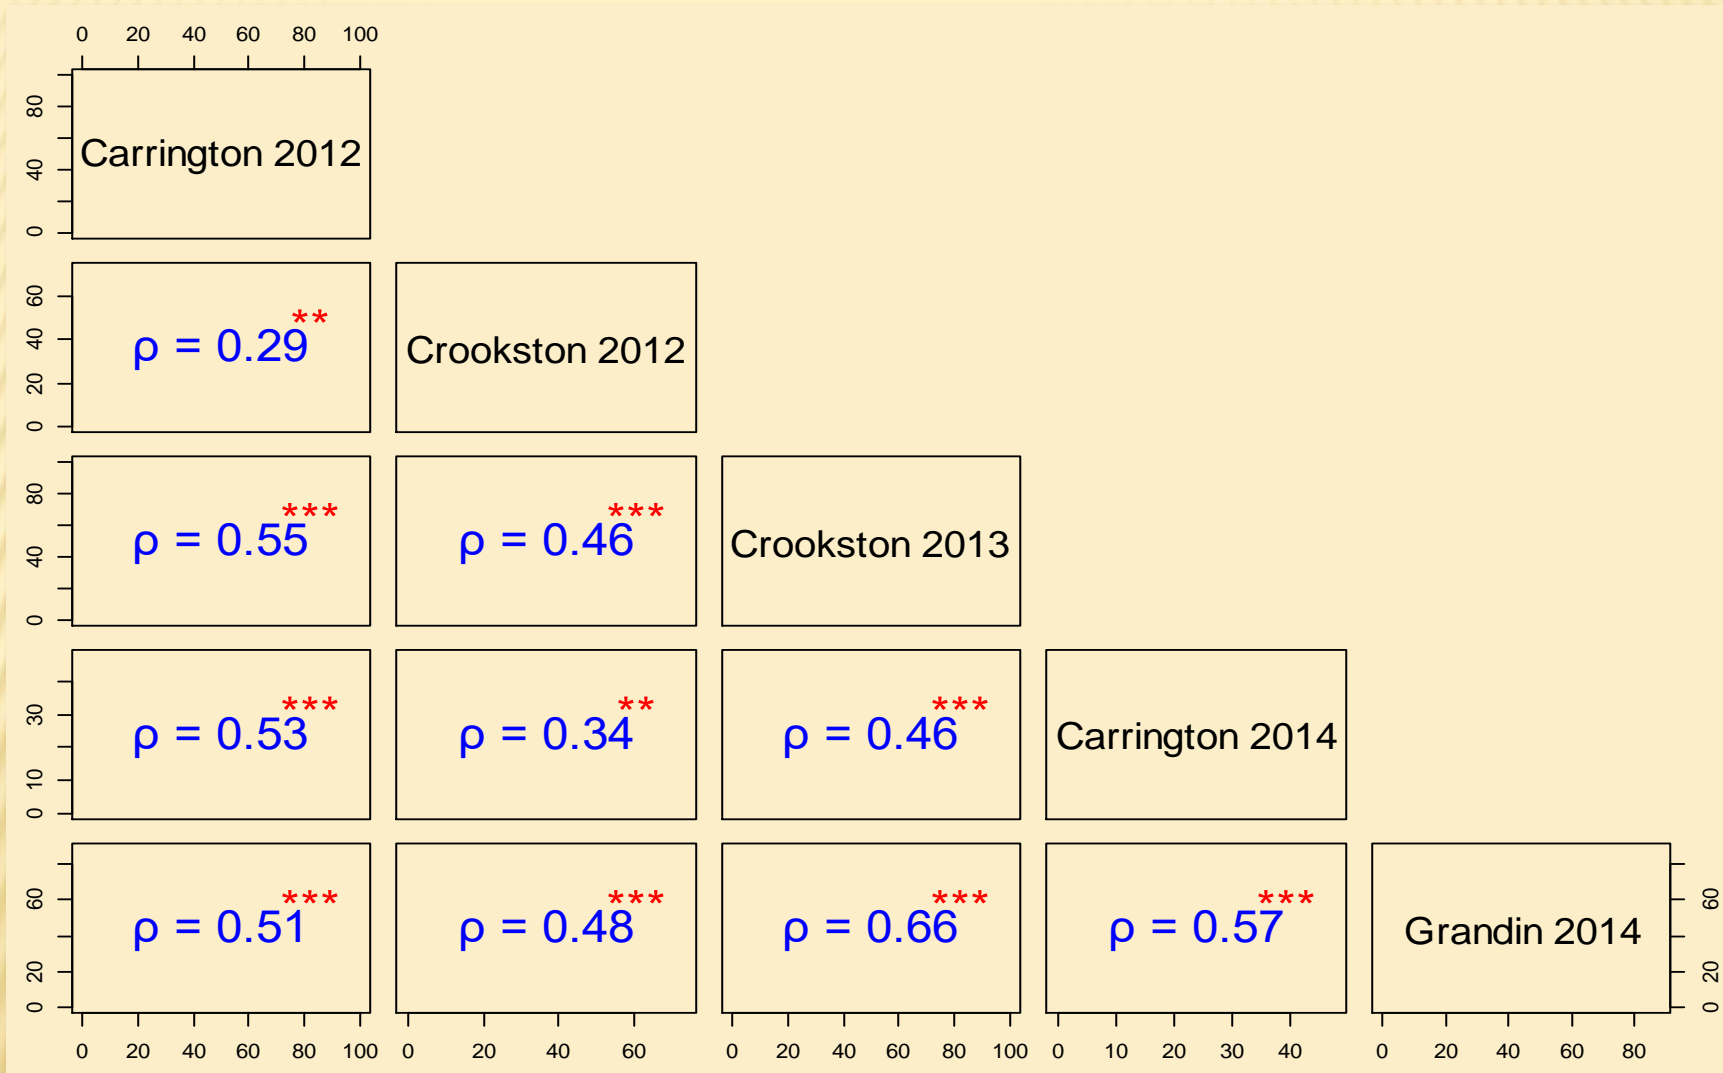 0 20 40 60 80 100
0 40 80
Carrington 2012
0 20 40 60
ρ = 0.29**
Crookston 2012
0 40 80
ρ = 0.55***
ρ = 0.46***
Crookston 2013
0 10 30
ρ = 0.53***
ρ = 0.34**
ρ = 0.46***
Carrington 2014
0 20 60
ρ = 0.51***
ρ = 0.48***
ρ = 0.66***
ρ = 0.57***
Grandin 2014
0 20 60
0 20 40 60 80 100
0 20 40 60
0 20 40 60 80 100
0 10 20 30 40
0 20 40 60 80